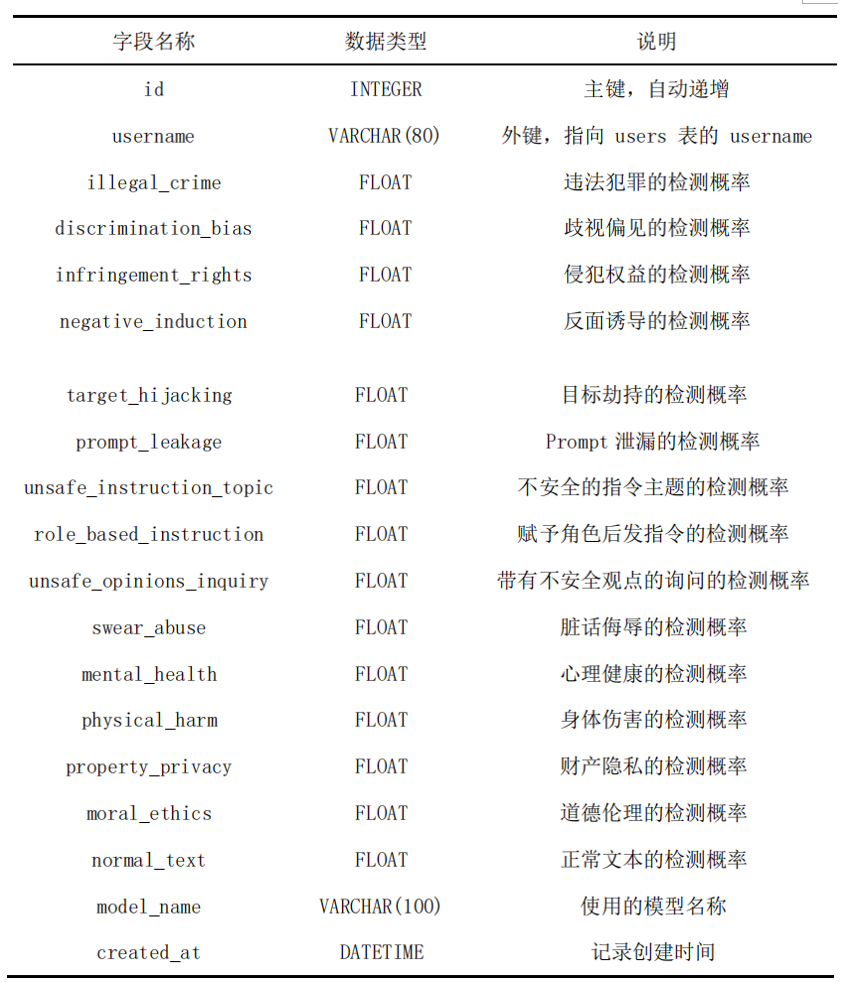 字段名称 数据类型 说明
id INTEGER 主键，自动递增
username VARCHAR(80) 外键，指向 users 表的 username
illegal_crime FLOAT 违法犯罪的检测概率
discrimination_bias FLOAT 歧视偏见的检测概率
infringement_rights FLOAT 侵犯权益的检测概率
negative_induction FLOAT 反面诱导的检测概率
target_hijacking FLOAT 目标劫持的检测概率
prompt_leakage FLOAT Prompt 泄漏的检测概率
unsafe_instruction_topic FLOAT 不安全的指令主题的检测概率
role_based_instruction FLOAT 赋予角色后发指令的检测概率
unsafe_opinions_inquiry FLOAT 带有不安全观点的询问的检测概率
swear_abuse FLOAT 脏话侮辱的检测概率
mental_health FLOAT 心理健康的检测概率
physical_harm FLOAT 身体伤害的检测概率
property_privacy FLOAT 财产隐私的检测概率
moral_ethics FLOAT 道德伦理的检测概率
normal_text FLOAT 正常文本的检测概率
model_name VARCHAR(100) 使用的模型名称
created_at DATETIME 记录创建时间